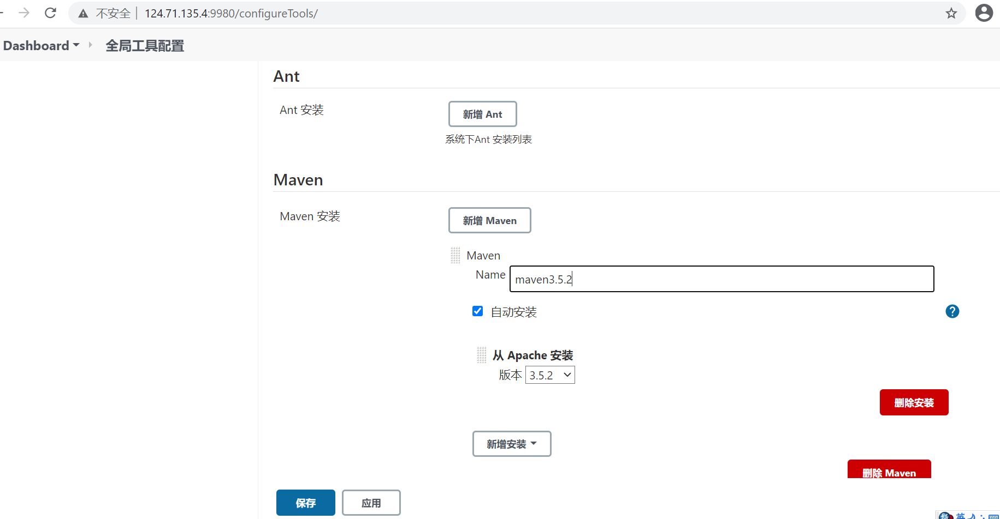 不安全 124.71.135.4:9980/configureTools/
Dashboard 全局工具配置
Ant
Ant 安装
新增 Ant
系统下Ant 安装列表
Maven
Maven 安装
新增 Maven
Maven
Name maven3.5.2
自动安装
?
从 Apache 安装
版本 3.5.2
删除安装
新增安装
删除 Maven
保存 应用
英